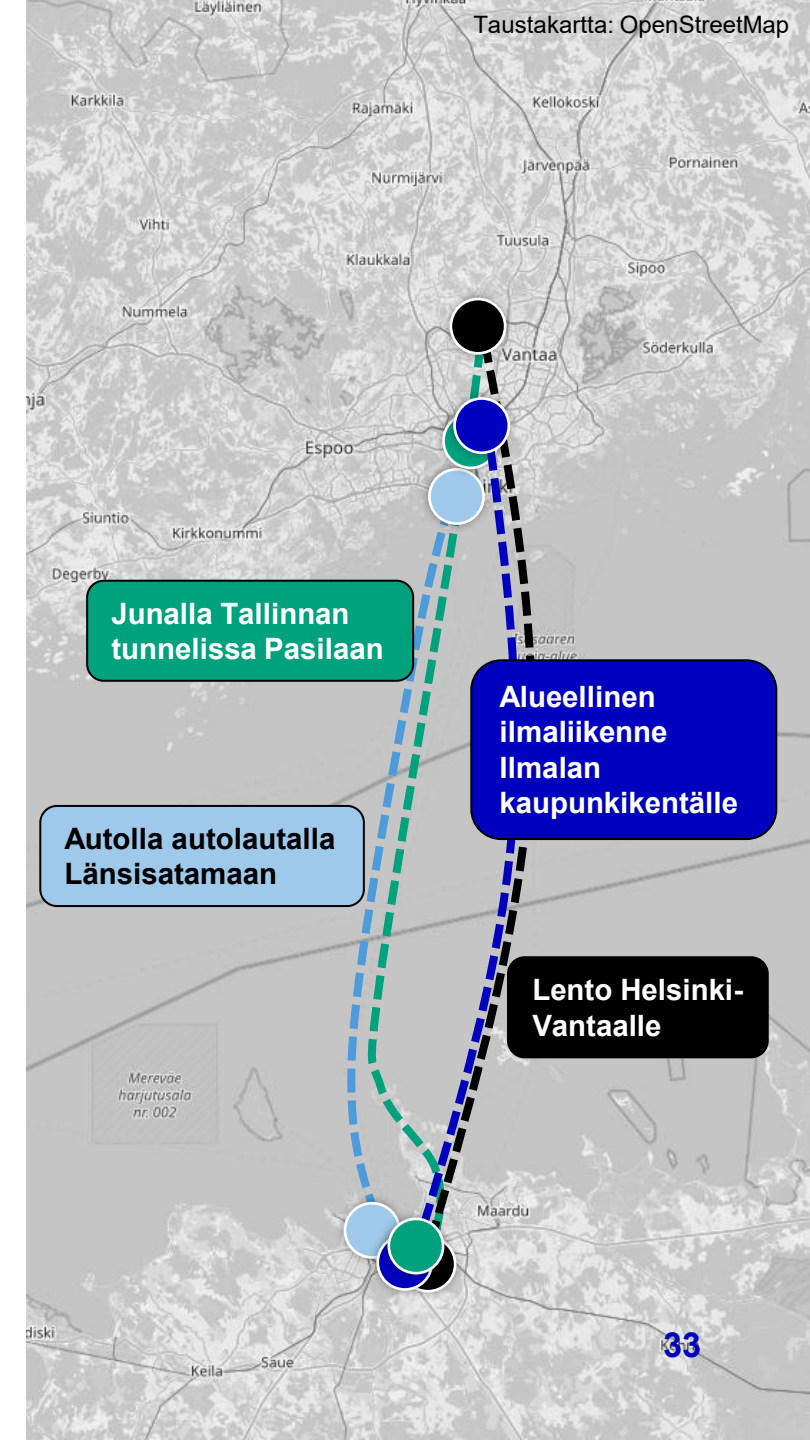 Läyliäinen
Taustakartta: OpenStreetMap
Karkkila
Rajamäki
Kellokoski
Nurmijärvi
Järvenpää
Pornainen
Vihti
Klaukkala
Tuusula
Sipoo
Nummela
Vantaa
Söderkulla
Espoo
Siuntio
Kirkkonummi
Degerby
Junalla Tallinnan
tunnelissa Pasilaan
Alueellinen
ilmaliikenne
Ilmalan
kaupunkikentälle
Autolla autolautalla
Länsisatamaan
Lento Helsinki-
Vantaalle
Mereväe
harjutusala
nr. 002
Maardu
33
Keila
Saue